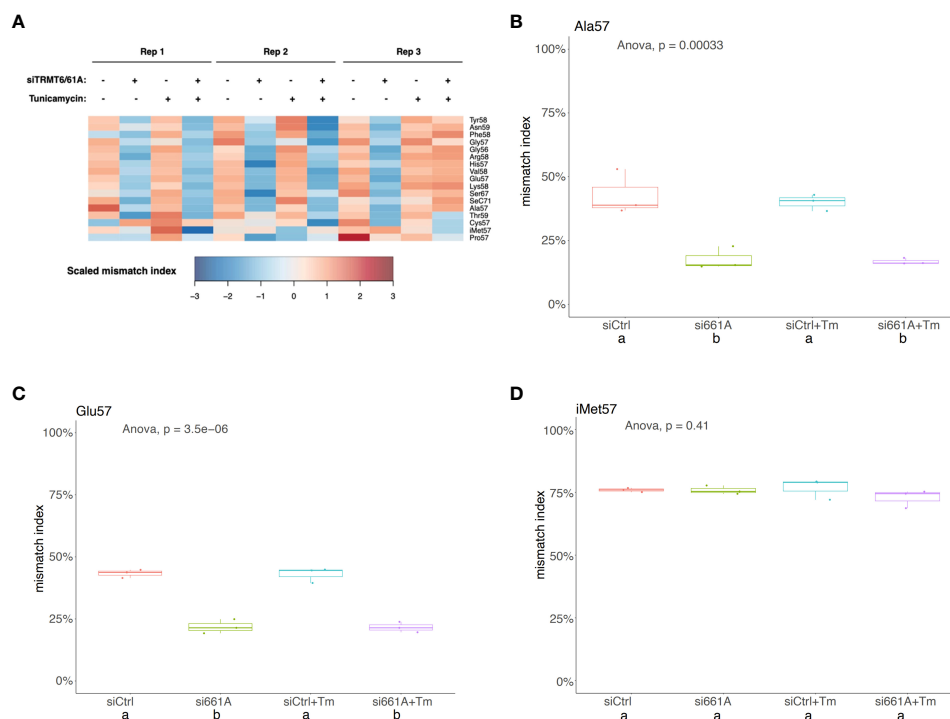 A
Rep 1 Rep 2 Rep 3
siTRMT6/61A: - + - + - + - + - + - +
Tunicamycin: - - + + - - + + - - + +
Tyr58
Asn59
Phe58
Gly57
Gly56
Arg58
His57
Val58
Glu57
Lys58
Ser67
SeC71
Ala57
Thr59
Cys57
iMet57
Pro57
Scaled mismatch index
−3 −2 −1 0 1 2 3
B
Ala57
Anova, p = 0.00033
100%
75%
50%
25%
0%
mismatch index
siCtrl si661A siCtrl+Tm si661A+Tm
a b a b
C
Glu57
Anova, p = 3.5e−06
100%
75%
50%
25%
0%
mismatch index
siCtrl si661A siCtrl+Tm si661A+Tm
a b a b
D
iMet57
Anova, p = 0.41
100%
75%
50%
25%
0%
mismatch index
siCtrl si661A siCtrl+Tm si661A+Tm
a a a a